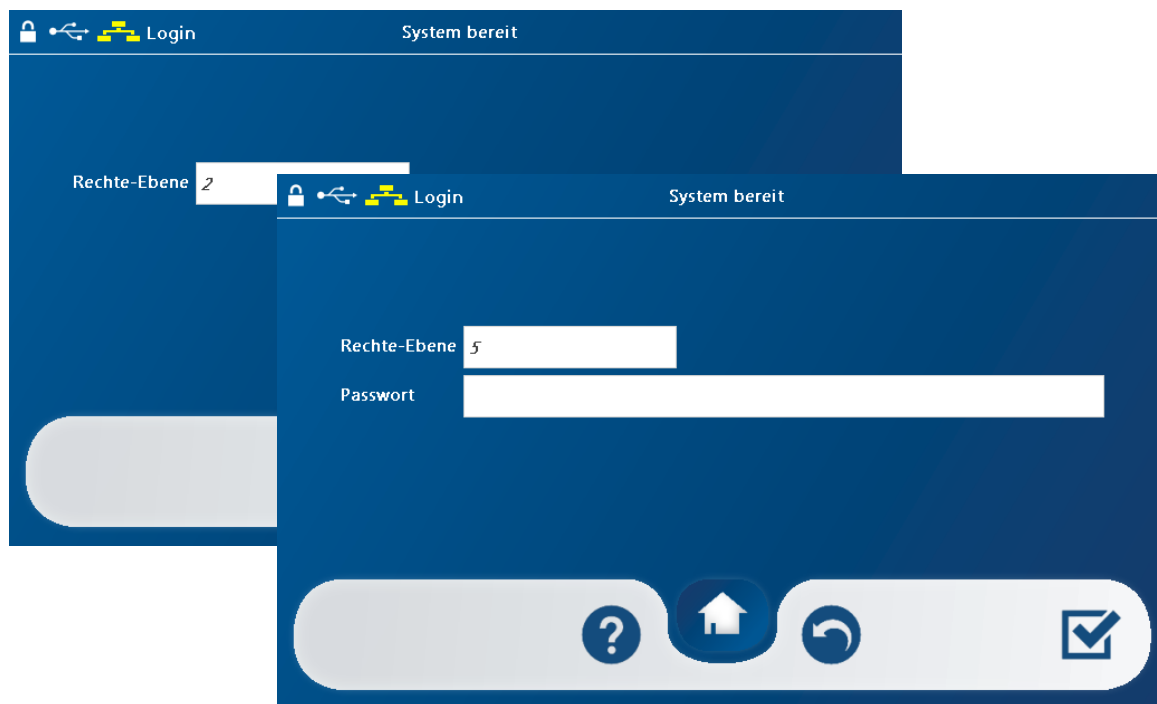 Login System bereit
Rechte-Ebene 2
Login System bereit
Rechte-Ebene 5
Passwort